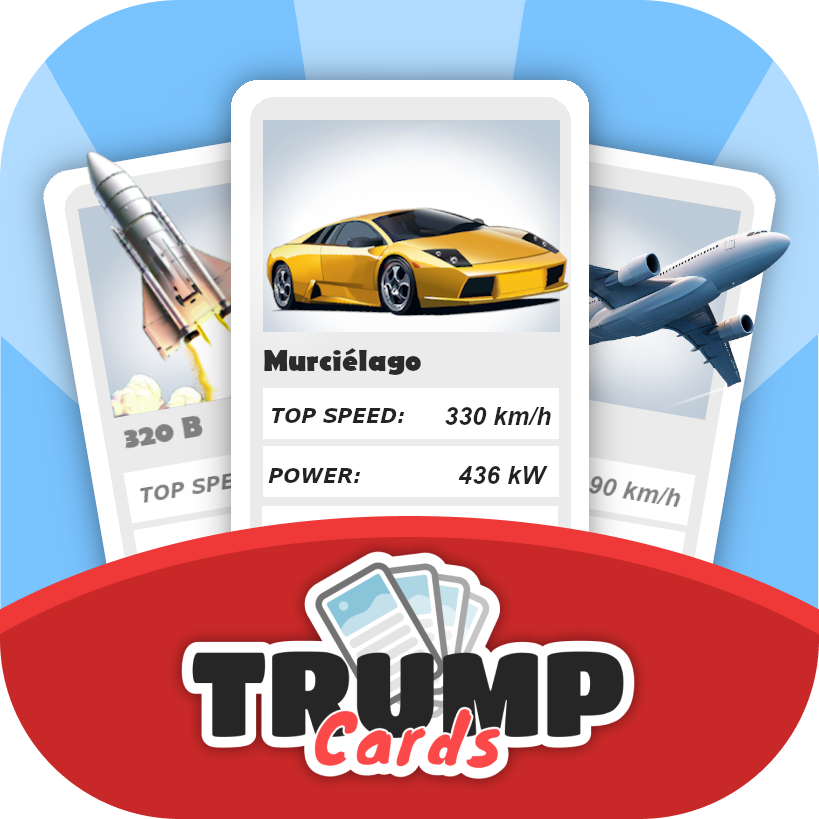 Murciélago
TOP SPEED: 330 km/h
POWER: 436 kW
320 B
TOP SPE
90 km/h
TRUMP
Cards